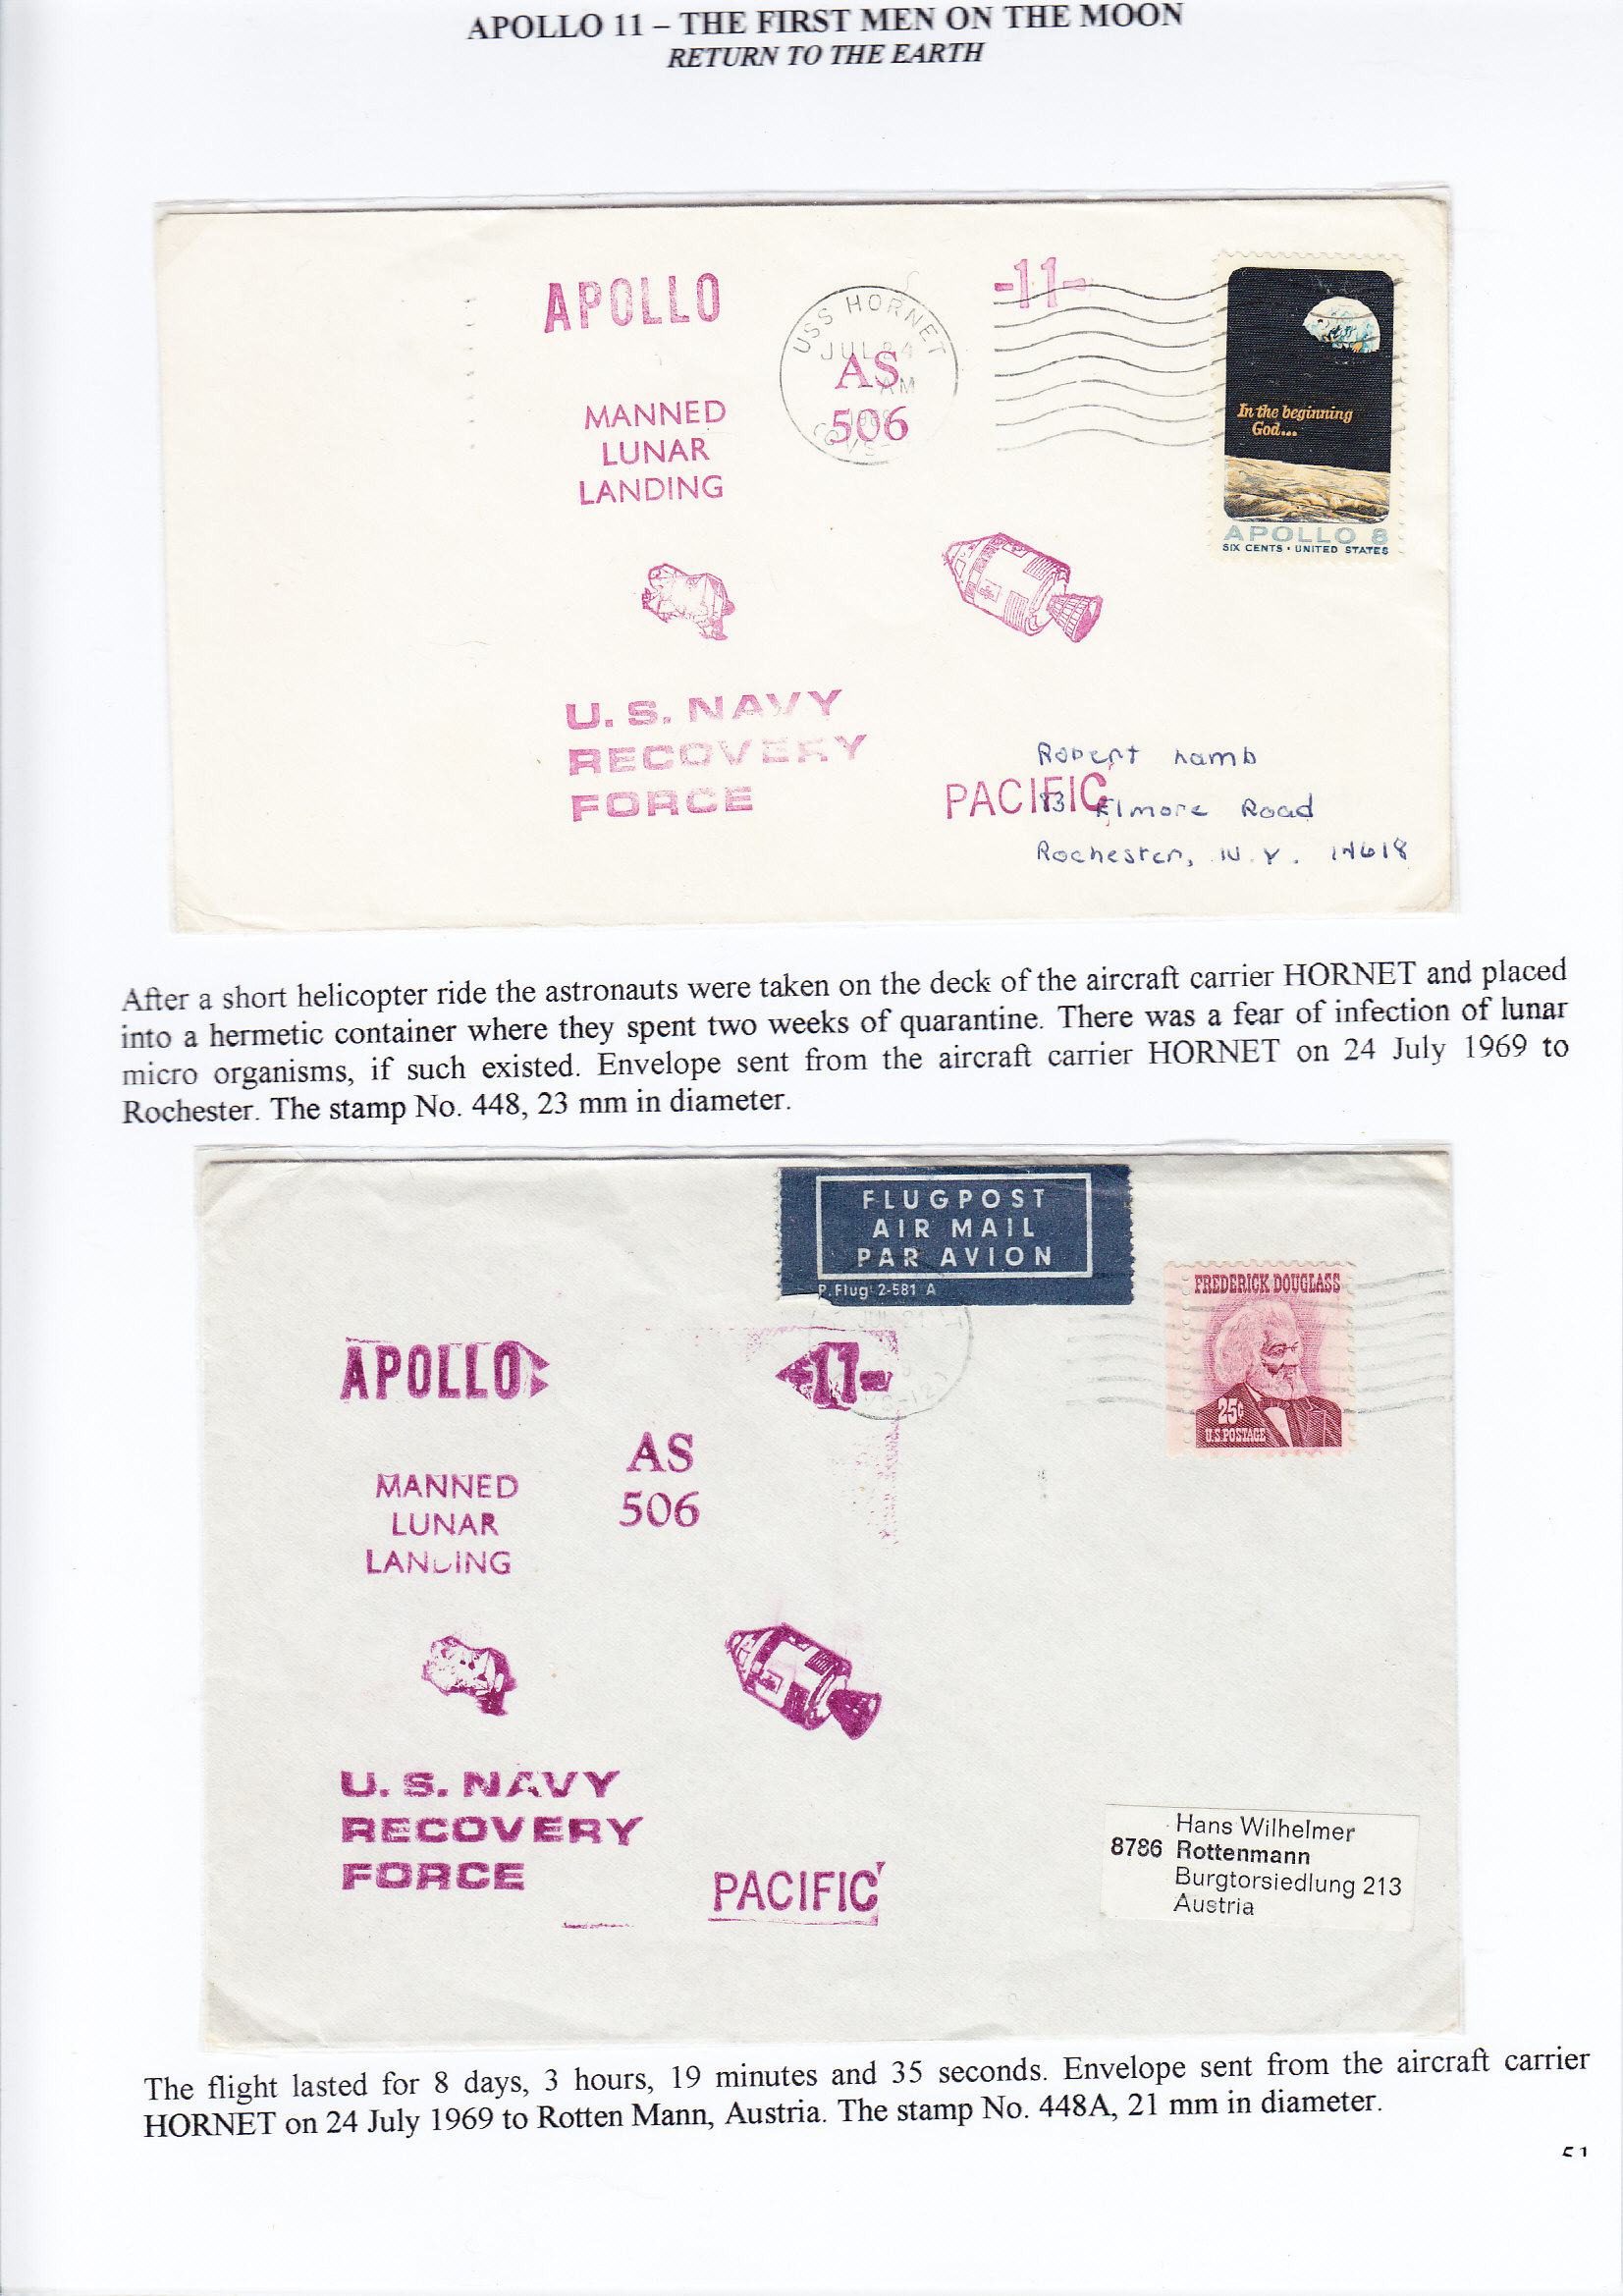 APOLLO 11 – THE FIRST MEN ON THE MOON
RETURN TO THE EARTH
APOLLO
-11-
USS HORNET
JUL 24
AM
AS
506
MANNED
LUNAR
LANDING
In the beginning
God...
APOLLO 8
SIX CENTS • UNITED STATES
U. S. NAVY
RECOVERY
FORCE
PACIFIC
Robert Lamb
83 Elmore Road
Rochester, N.Y. 14618
After a short helicopter ride the astronauts were taken on the deck of the aircraft carrier HORNET and placed
into a hermetic container where they spent two weeks of quarantine. There was a fear of infection of lunar
micro organisms, if such existed. Envelope sent from the aircraft carrier HORNET on 24 July 1969 to
Rochester. The stamp No. 448, 23 mm in diameter.
FLUGPOST
AIR MAIL
PAR AVION
P. Flug 2-581 A
FREDERICK DOUGLASS
25¢
U.S. POSTAGE
APOLLO
-11-
AS
506
MANNED
LUNAR
LANDING
U. S. NAVY
RECOVERY
FORCE
PACIFIC
Hans Wilhelmer
8786 Rottenmann
Burgtorsiedlung 213
Austria
The flight lasted for 8 days, 3 hours, 19 minutes and 35 seconds. Envelope sent from the aircraft carrier
HORNET on 24 July 1969 to Rotten Mann, Austria. The stamp No. 448A, 21 mm in diameter.
51